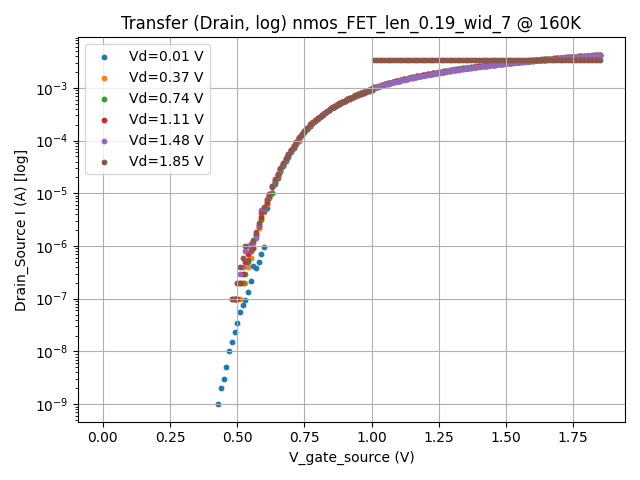 Transfer (Drain, log) nmos_FET_len_0.19_wid_7 @ 160K
Vd=0.01 V
Vd=0.37 V
Vd=0.74 V
Vd=1.11 V
Vd=1.48 V
Vd=1.85 V
Drain_Source I (A) [log]
10⁻³
10⁻⁴
10⁻⁵
10⁻⁶
10⁻⁷
10⁻⁸
10⁻⁹
0.00 0.25 0.50 0.75 1.00 1.25 1.50 1.75
V_gate_source (V)